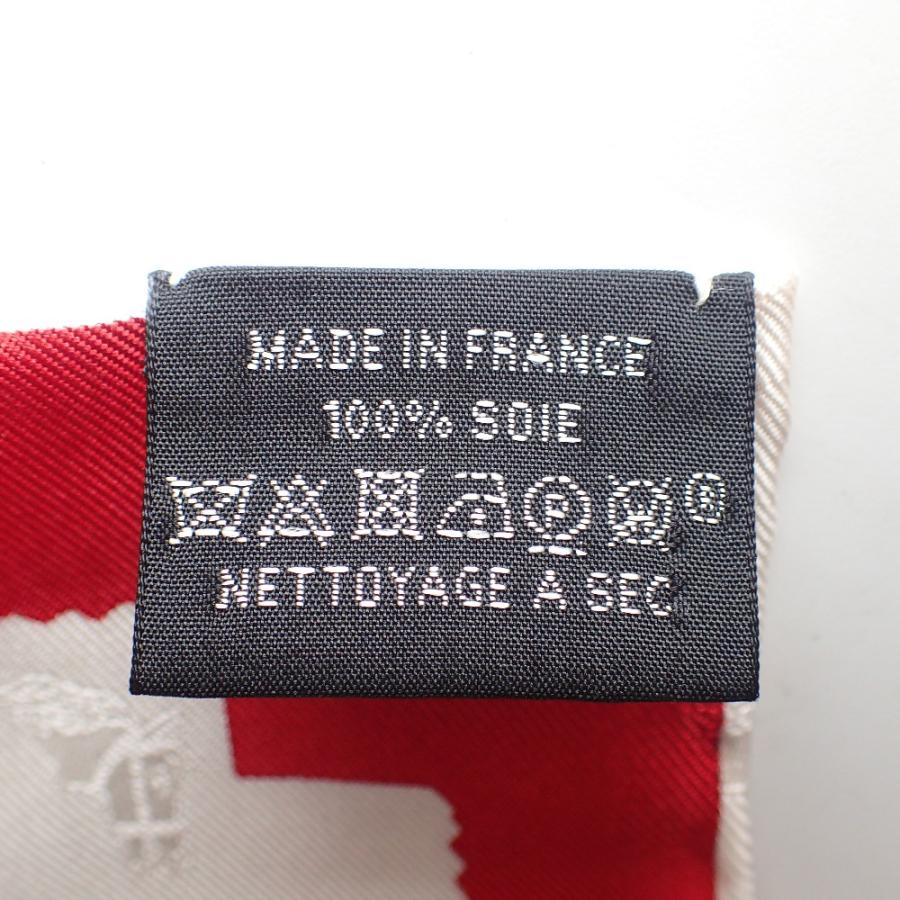 MADE IN FRANCE
100% SOIE
P ®
NETTOYAGE A SEC